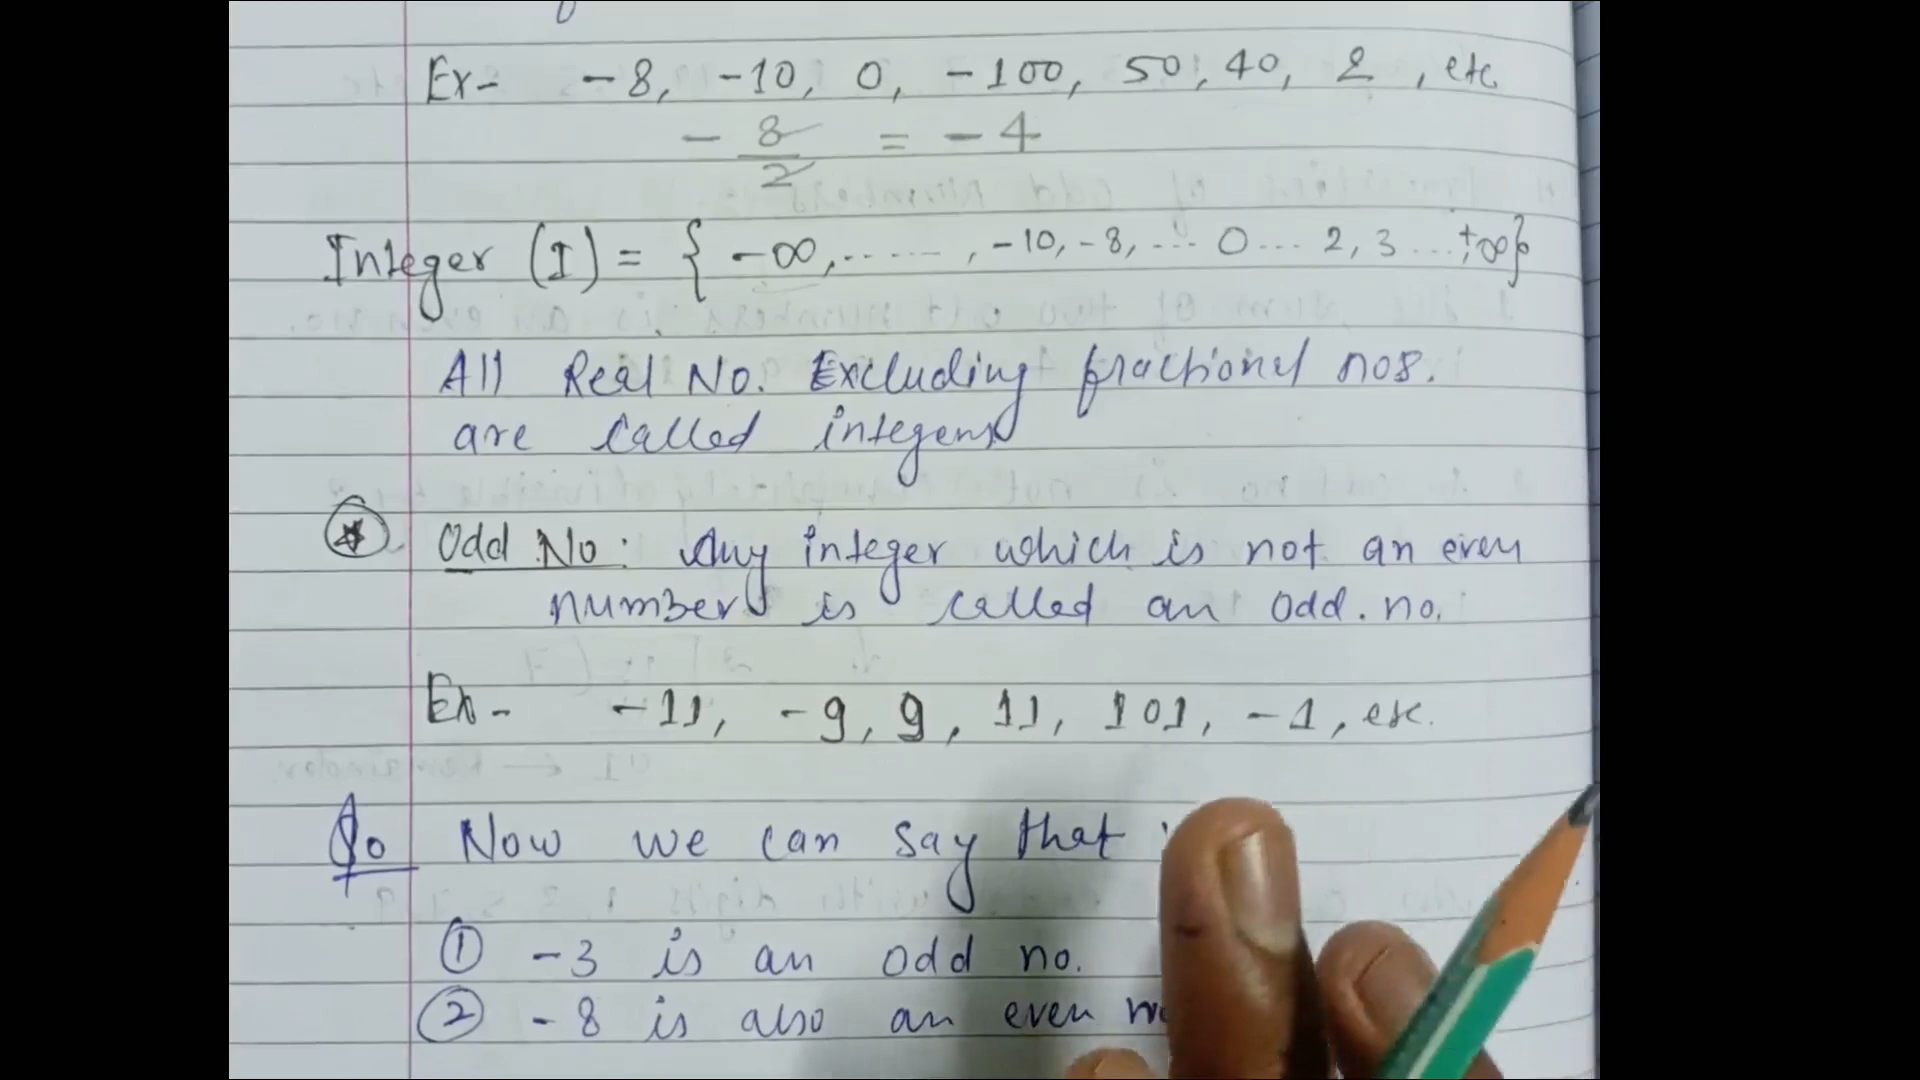 Ex- -8, -10, 0, -100, 50, 40, 2, etc
- 8/2 = -4
Integer (I) = { -∞, ......, -10, -8, ... 0 ... 2, 3 ..., +∞}
All Real No. Excluding fractional nos.
are called integers
Odd No: Any integer which is not an even
number is called an odd. no.
Ex- -11, -9, 9, 11, 101, -1, etc.
Now we can say that
① -3 is an odd no.
② -8 is also an even